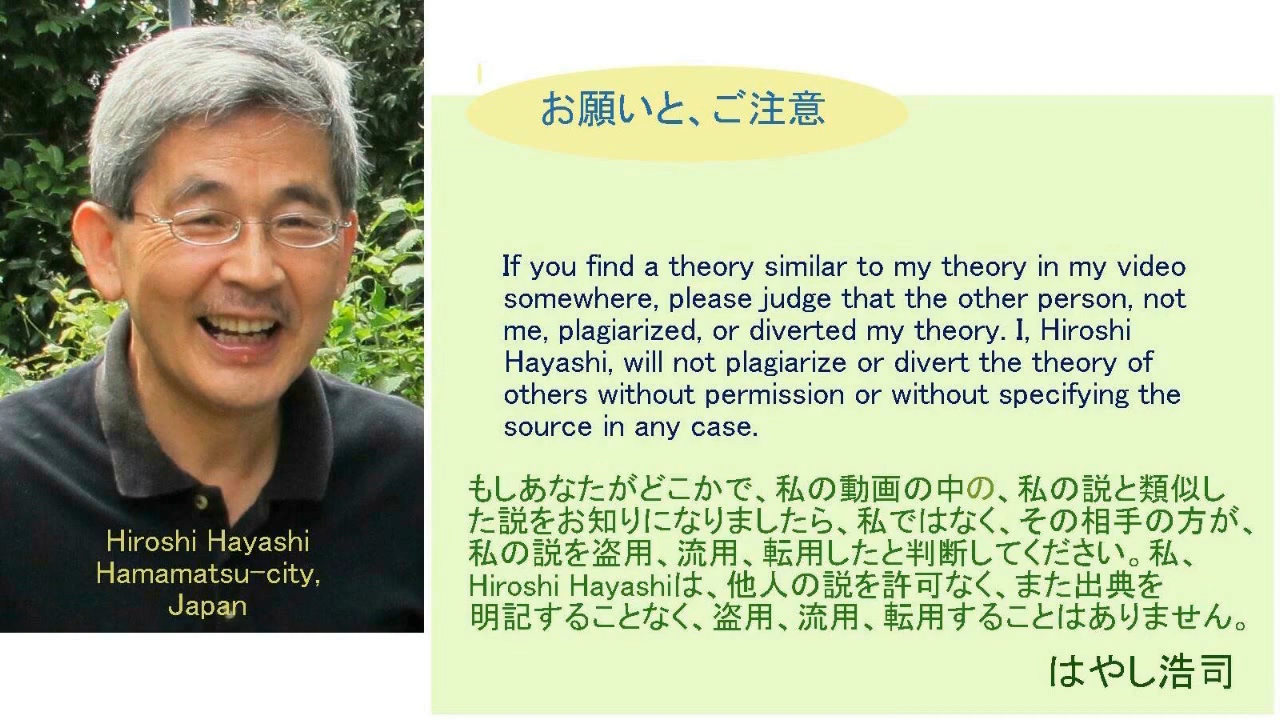 Hiroshi Hayashi
Hamamatsu-city,
Japan
お願いと、ご注意
If you find a theory similar to my theory in my video
somewhere, please judge that the other person, not
me, plagiarized, or diverted my theory. I, Hiroshi
Hayashi, will not plagiarize or divert the theory of
others without permission or without specifying the
source in any case.
もしあなたがどこかで、私の動画の中の、私の説と類似し
た説をお知りになりましたら、私ではなく、その相手の方が、
私の説を盗用、流用、転用したと判断してください。私、
Hiroshi Hayashiは、他人の説を許可なく、また出典を
明記することなく、盗用、流用、転用することはありません。
はやし浩司